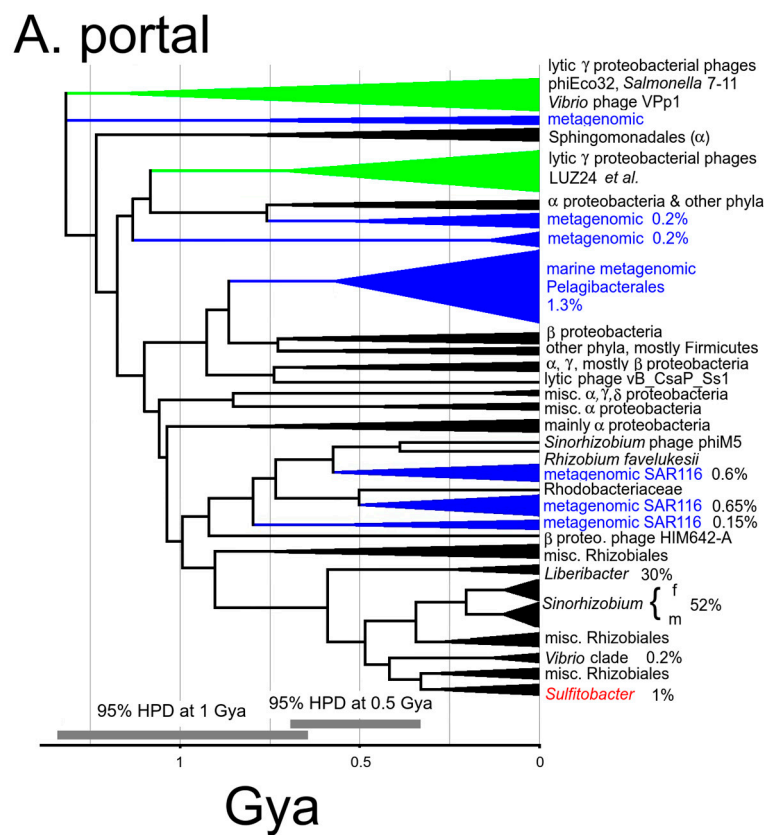 A. portal
lytic γ proteobacterial phages
phiEco32, Salmonella 7-11
Vibrio phage VPp1
metagenomic
Sphingomonadales (α)
lytic γ proteobacterial phages
LUZ24 et al.
α proteobacteria & other phyla
metagenomic 0.2%
metagenomic 0.2%
marine metagenomic
Pelagibacterales
1.3%
β proteobacteria
other phyla, mostly Firmicutes
α, γ, mostly β proteobacteria
lytic phage vB_CsaP_Ss1
misc. α,γ,δ proteobacteria
misc. α proteobacteria
mainly α proteobacteria
Sinorhizobium phage phiM5
Rhizobium favelukesii
metagenomic SAR116 0.6%
Rhodobacteriaceae
metagenomic SAR116 0.65%
metagenomic SAR116 0.15%
β proteo. phage HIM642-A
misc. Rhizobiales
Liberibacter 30%
Sinorhizobium { f m 52%
misc. Rhizobiales
Vibrio clade 0.2%
misc. Rhizobiales
Sulfitobacter 1%
95% HPD at 1 Gya
95% HPD at 0.5 Gya
1 0.5 0
Gya